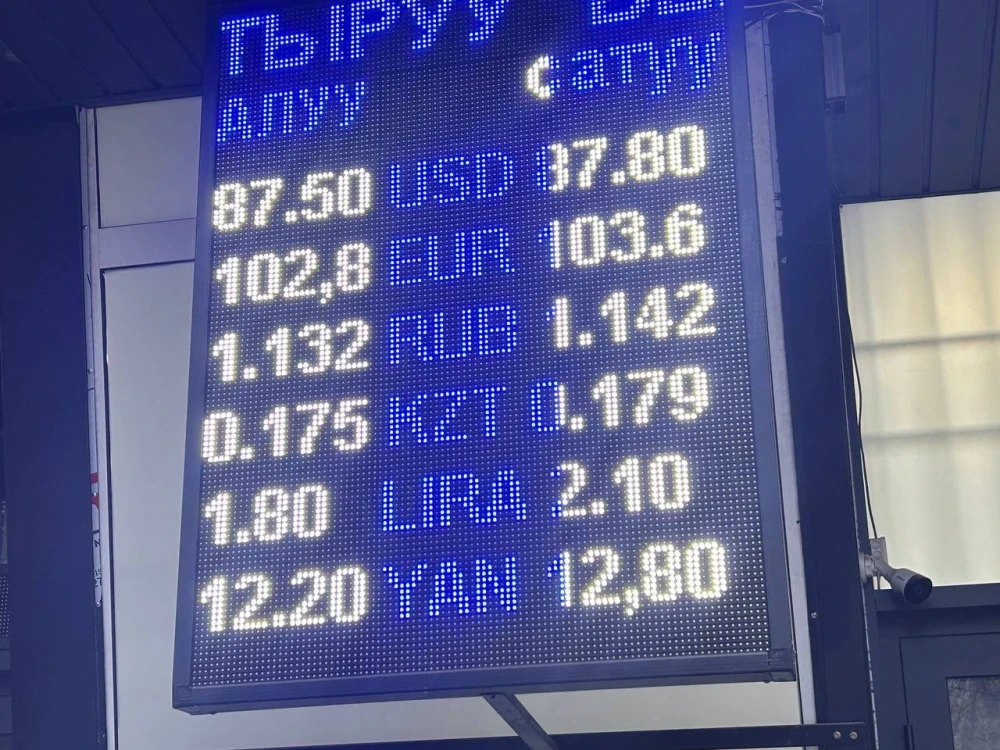 ТЫРУУ
Алуу Сатуу
87.50 USD 87.80
102,8 EUR 103.6
1.132 RUB 1.142
0.175 KZT 0.179
1.80 LIRA 2.10
12.20 YAN 12,80